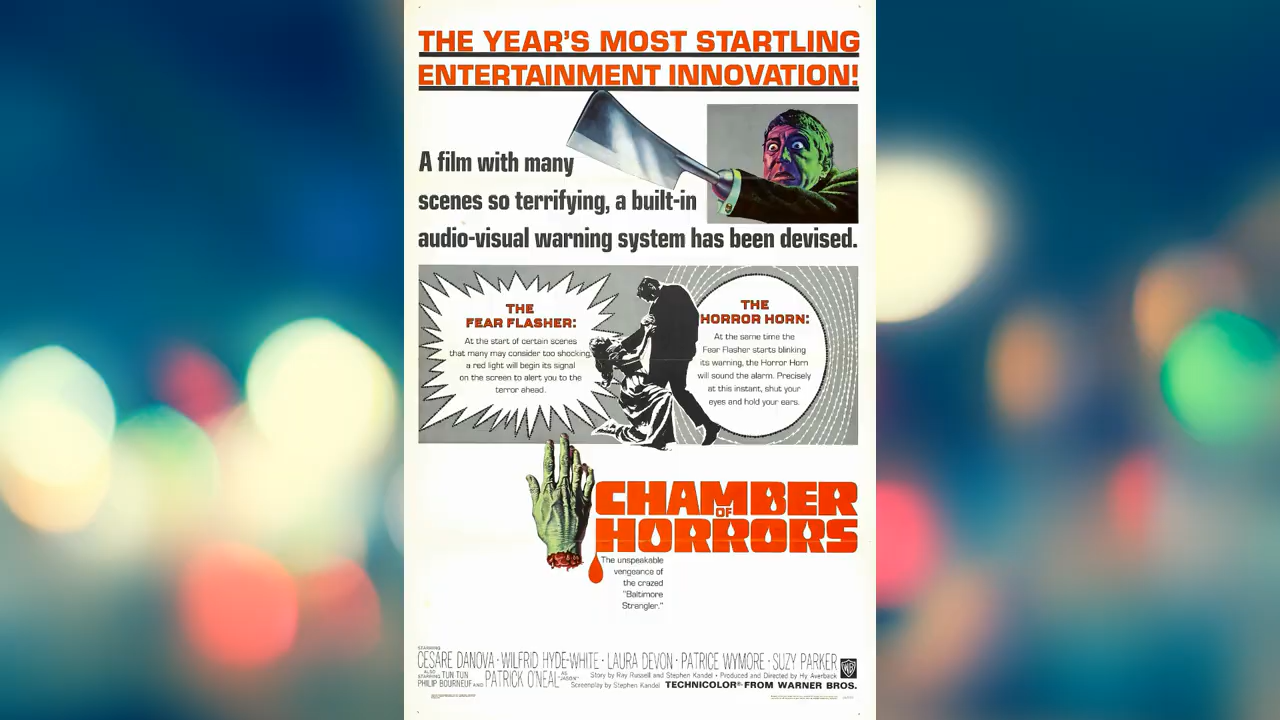 THE YEAR'S MOST STARTLING
ENTERTAINMENT INNOVATION!
A film with many
scenes so terrifying, a built-in
audio-visual warning system has been devised.
THE
FEAR FLASHER:
At the start of certain scenes
that many may consider too shocking,
a red light will begin its signal
on the screen to alert you to the
terror ahead.
THE
HORROR HORN:
At the same time the
Fear Flasher starts blinking
its warning, the Horror Horn
will sound the alarm. Precisely
at this instant, shut your
eyes and hold your ears.
CHAMBER
OF
HORRORS
The unspeakable
vengeance of
the crazed
"Baltimore
Strangler."
STARRING
CESARE DANOVA · WILFRID HYDE-WHITE · LAURA DEVON · PATRICE WYMORE · SUZY PARKER
ALSO STARRING TUN TUN
PHILIP BOURNEUF AND PATRICK O'NEAL AS "JASON"
Story by Ray Russell and Stephen Kandel • Produced and Directed by Hy Averback
Screenplay by Stephen Kandel TECHNICOLOR® FROM WARNER BROS.
WB